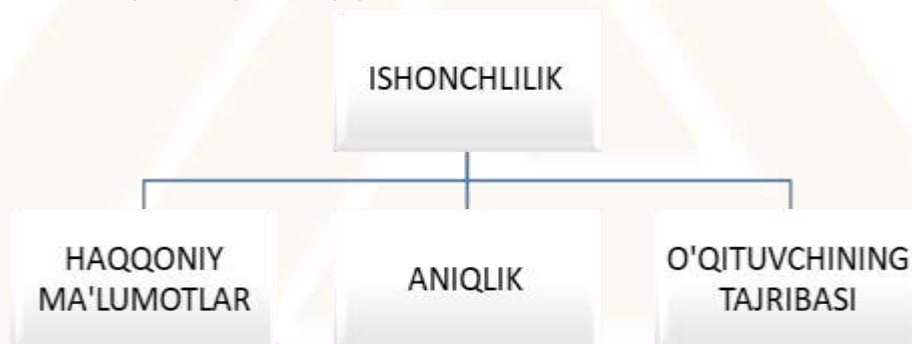 ISHONCHLILIK
HAQQONIY
MA'LUMOTLAR
ANIQLIK
O'QITUVCHINING
TAJRIBASI